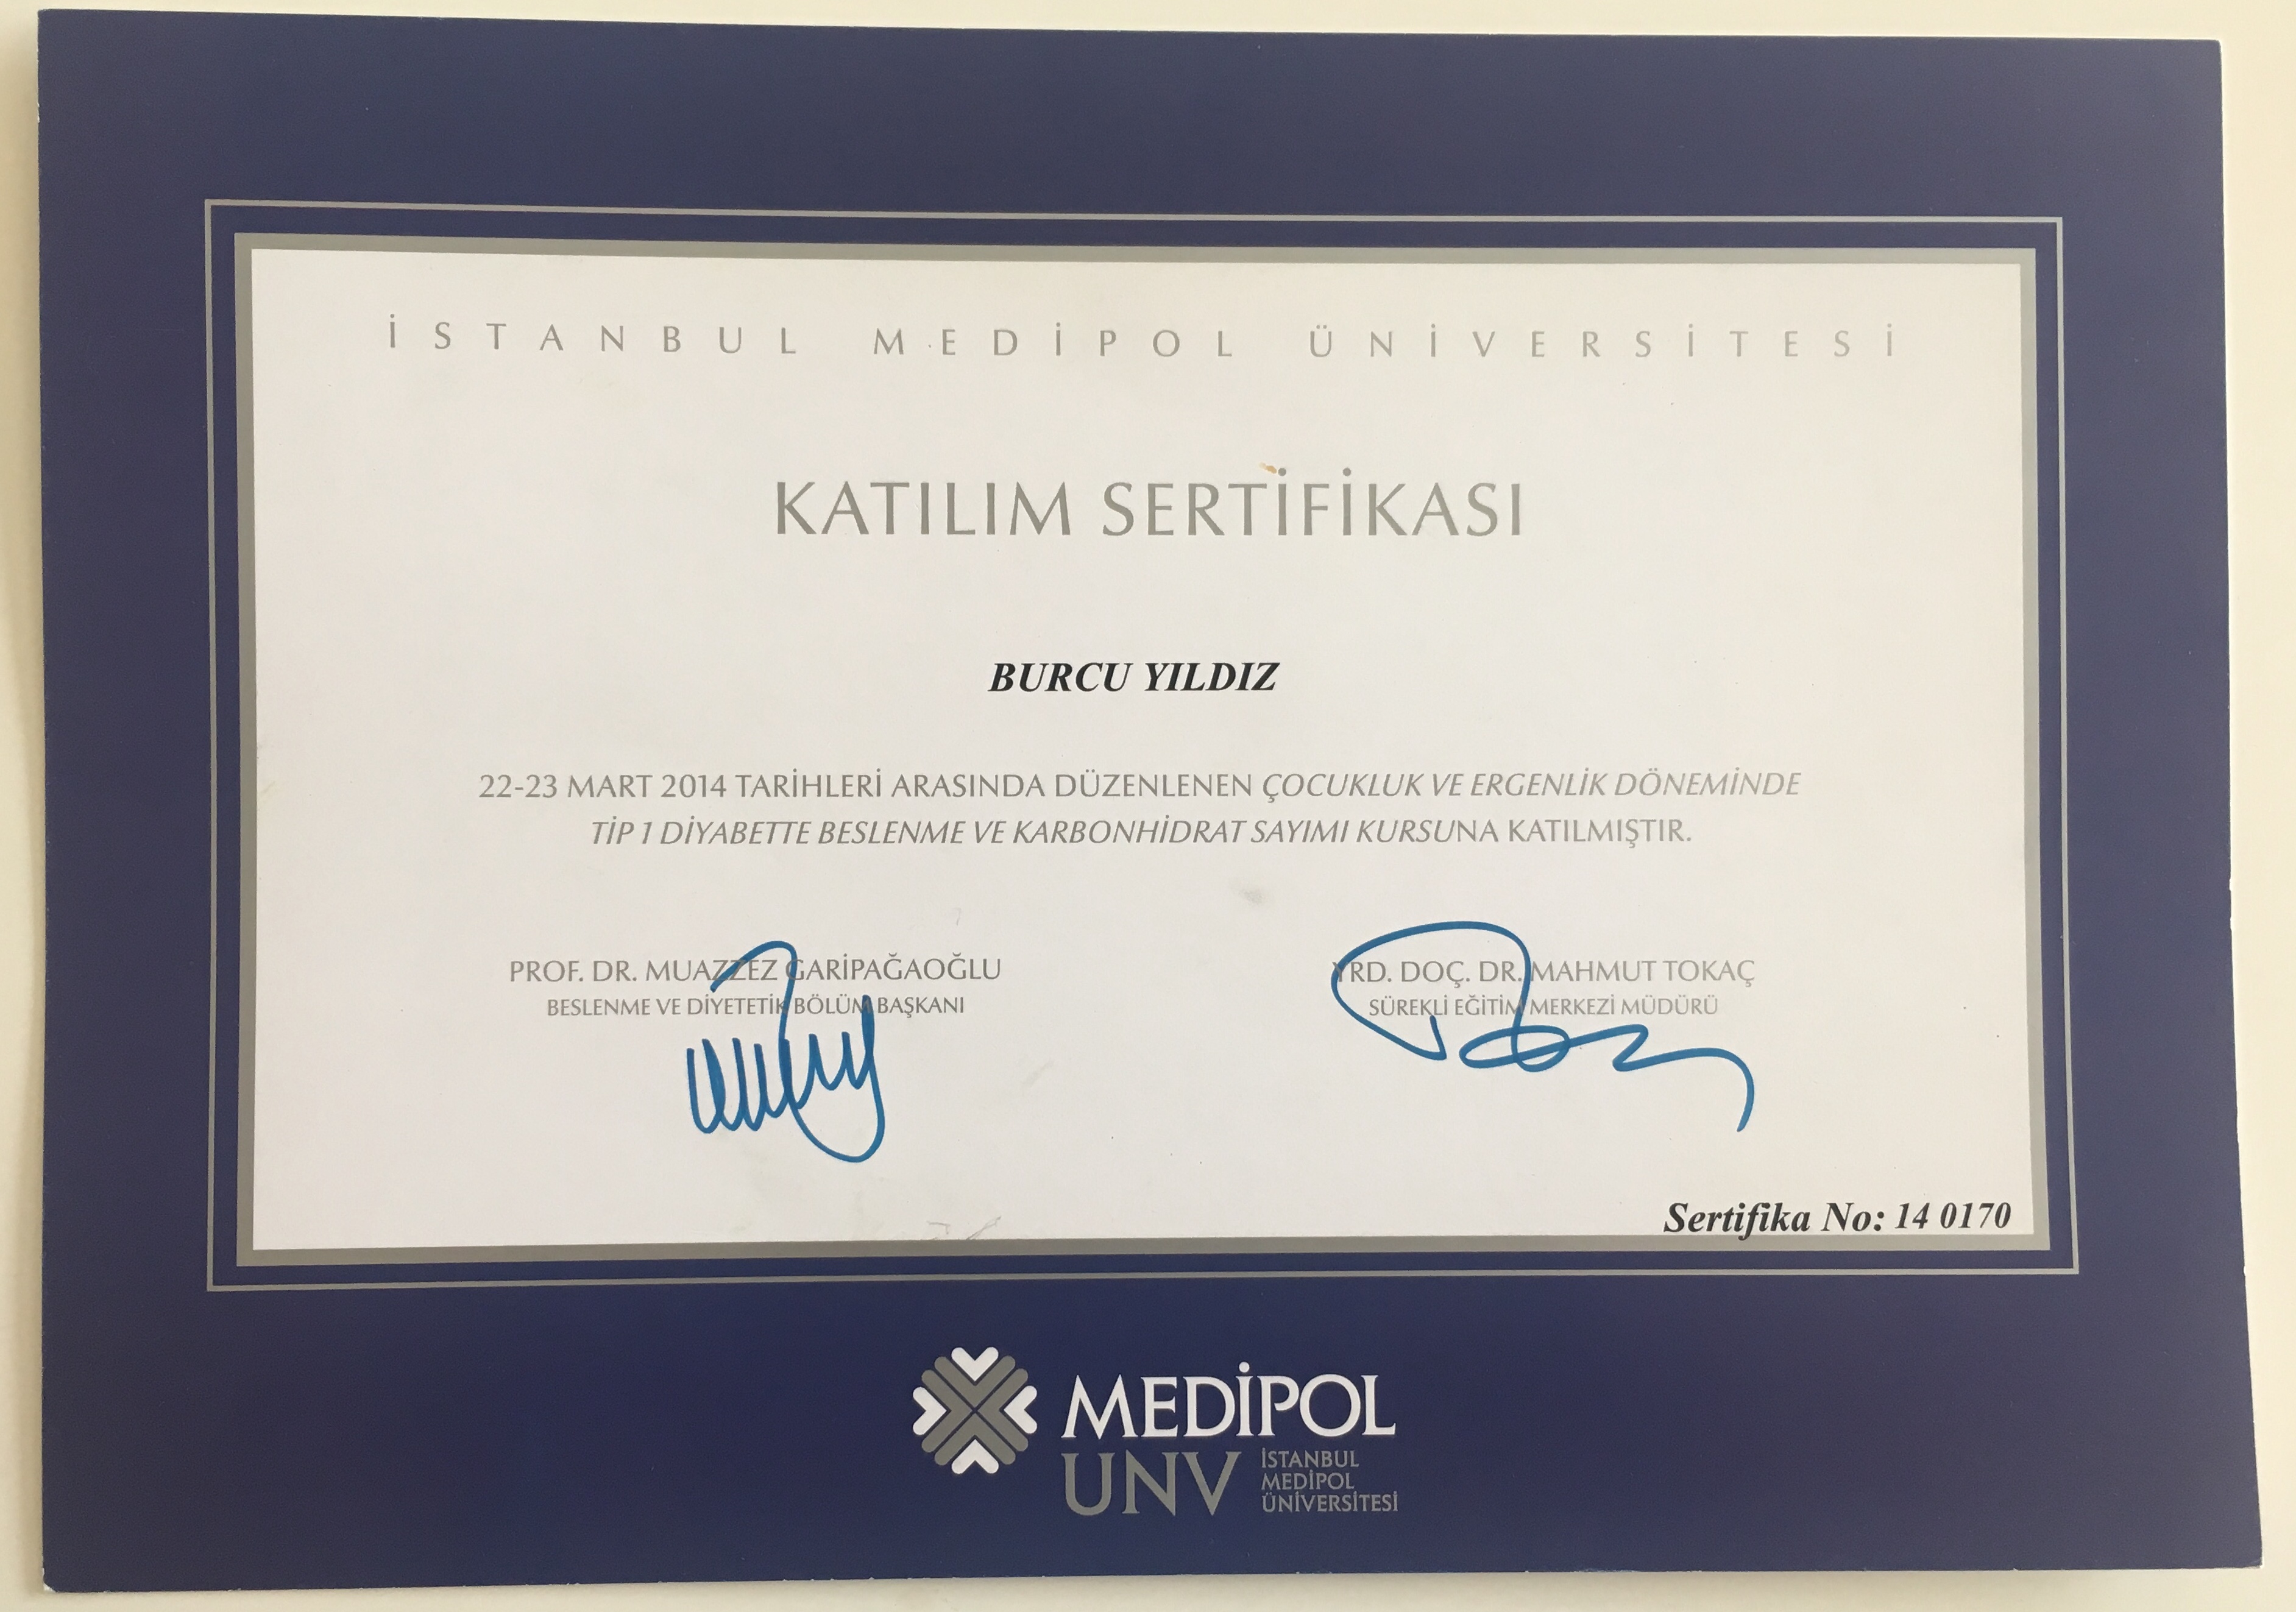 İSTANBUL MEDİPOL ÜNİVERSİTESİ
KATILIM SERTİFİKASI
BURCU YILDIZ
22-23 MART 2014 TARİHLERİ ARASINDA DÜZENLENEN ÇOCUKLUK VE ERGENLİK DÖNEMİNDE
TİP 1 DİYABETTE BESLENME VE KARBONHİDRAT SAYIMI KURSUNA KATILMIŞTIR.
PROF. DR. MUAZZEZ GARİPAĞAOĞLU
BESLENME VE DİYETETİK BÖLÜM BAŞKANI
YRD. DOÇ. DR. MAHMUT TOKAÇ
SÜREKLİ EĞİTİM MERKEZİ MÜDÜRÜ
Sertifika No: 14 0170
MEDİPOL
UNV
İSTANBUL
MEDİPOL
ÜNİVERSİTESİ